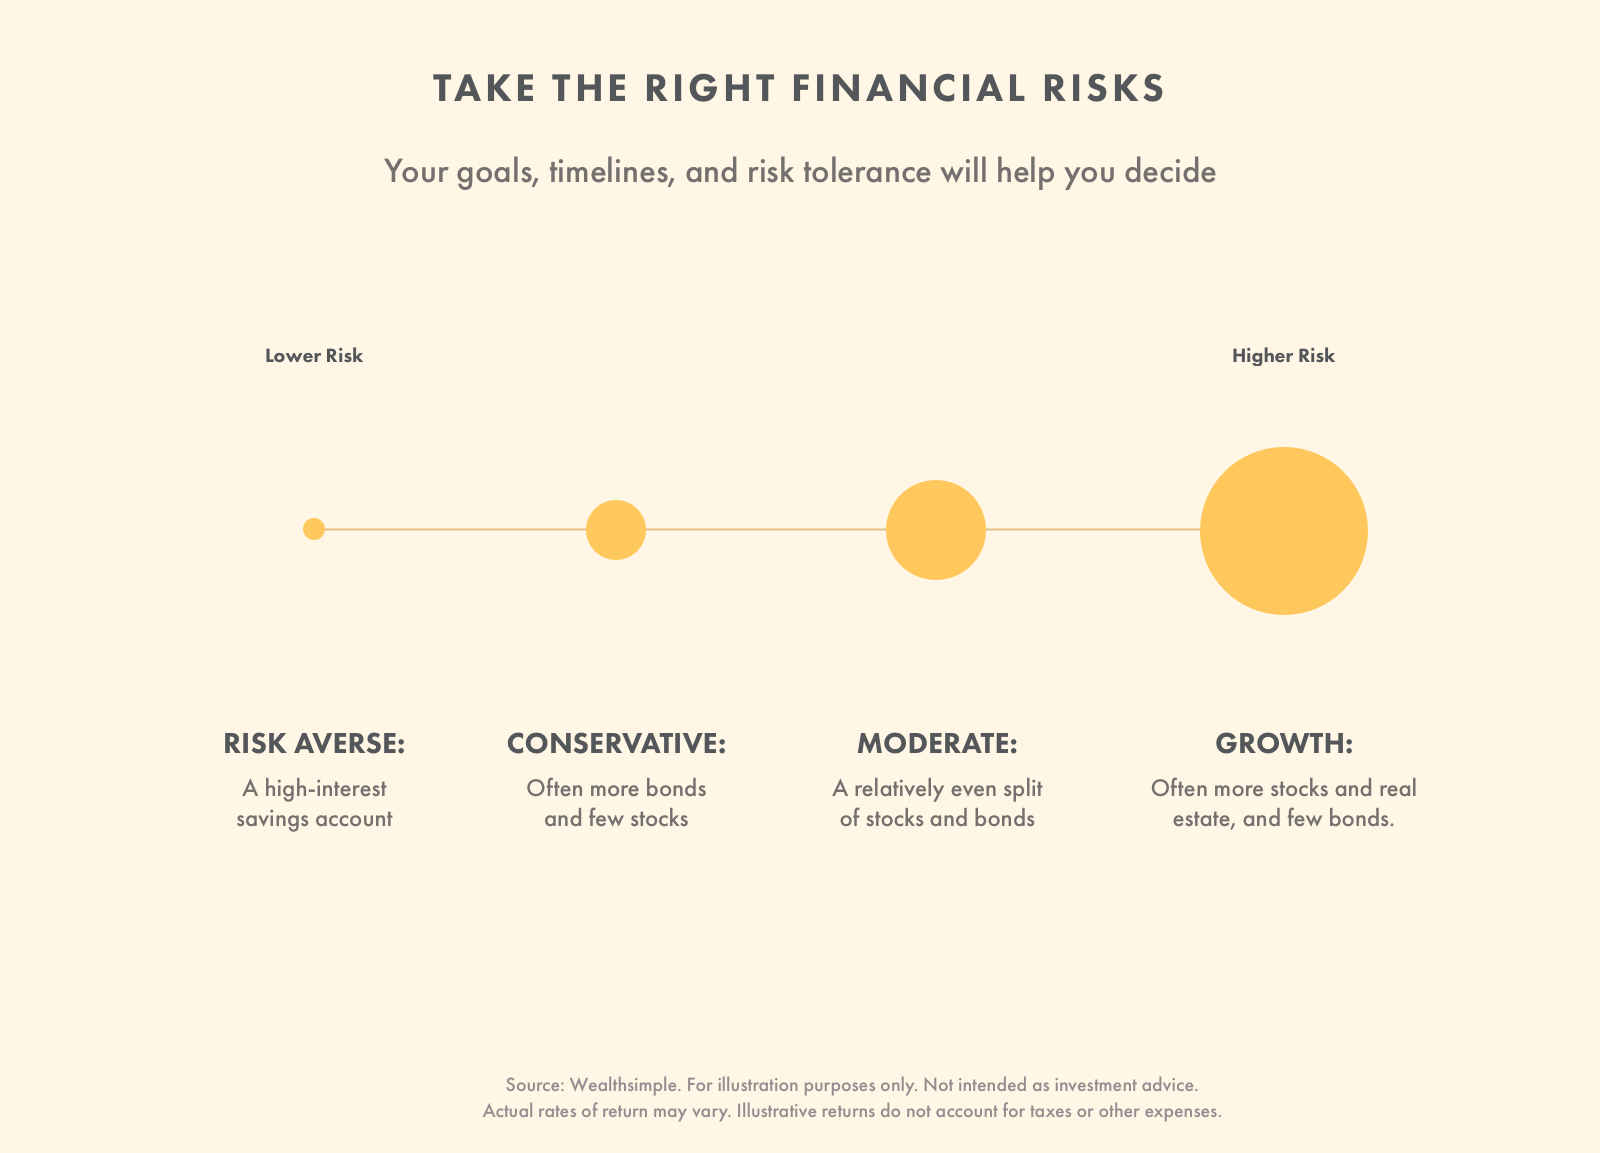 TAKE THE RIGHT FINANCIAL RISKS
Your goals, timelines, and risk tolerance will help you decide
Lower Risk
Higher Risk
RISK AVERSE:
A high-interest
savings account
CONSERVATIVE:
Often more bonds
and few stocks
MODERATE:
A relatively even split
of stocks and bonds
GROWTH:
Often more stocks and real
estate, and few bonds.
Source: Wealthsimple. For illustration purposes only. Not intended as investment advice.
Actual rates of return may vary. Illustrative returns do not account for taxes or other expenses.